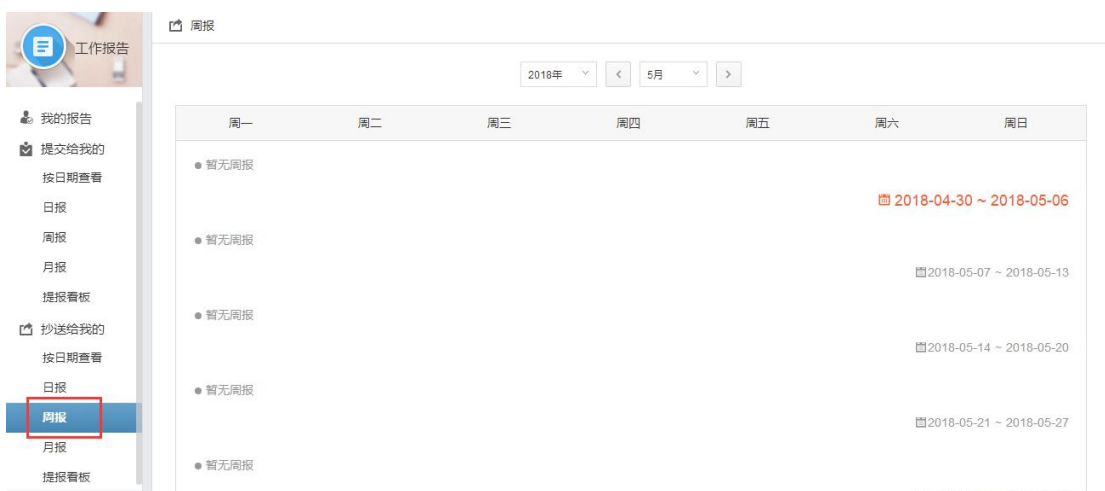 工作报告
我的报告
提交给我的
按日期查看
日报
周报
月报
提报看板
抄送给我的
按日期查看
日报
周报
月报
提报看板
周报
2018年 5月
周一 周二 周三 周四 周五 周六 周日
暂无周报
2018-04-30 ~ 2018-05-06
暂无周报
2018-05-07 ~ 2018-05-13
暂无周报
2018-05-14 ~ 2018-05-20
暂无周报
2018-05-21 ~ 2018-05-27
暂无周报